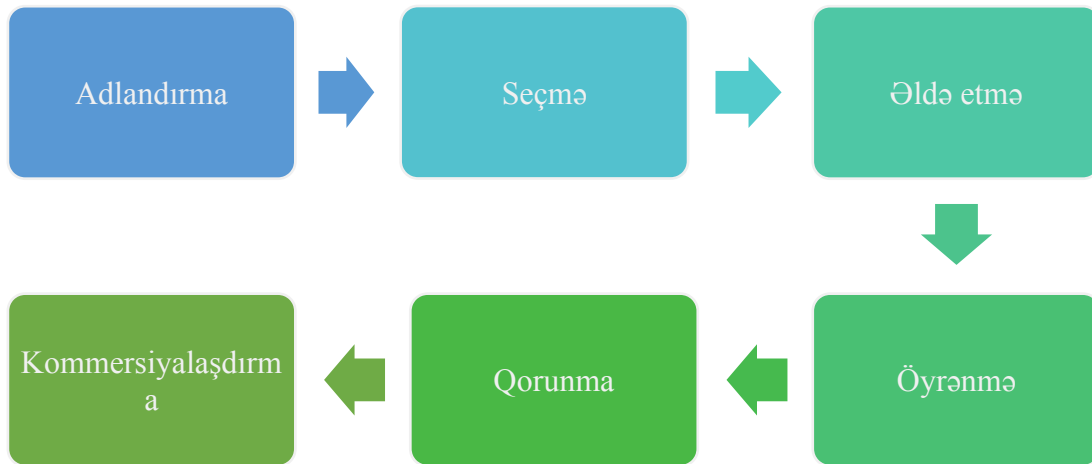 Adlandırma
Seçmə
Əldə etmə
Öyrənmə
Qorunma
Kommersiyalaşdırm
a